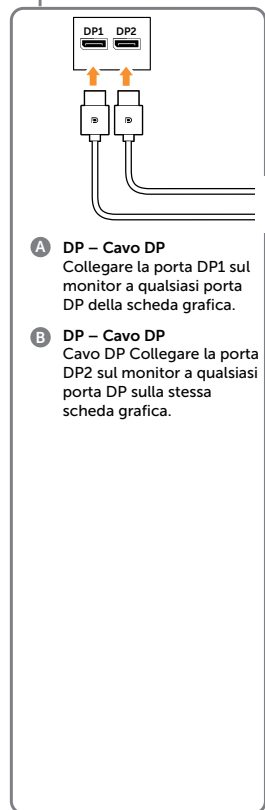 DP1 DP2
A DP – Cavo DP
Collegare la porta DP1 sul
monitor a qualsiasi porta
DP della scheda grafica.
B DP – Cavo DP
Cavo DP Collegare la porta
DP2 sul monitor a qualsiasi
porta DP sulla stessa
scheda grafica.